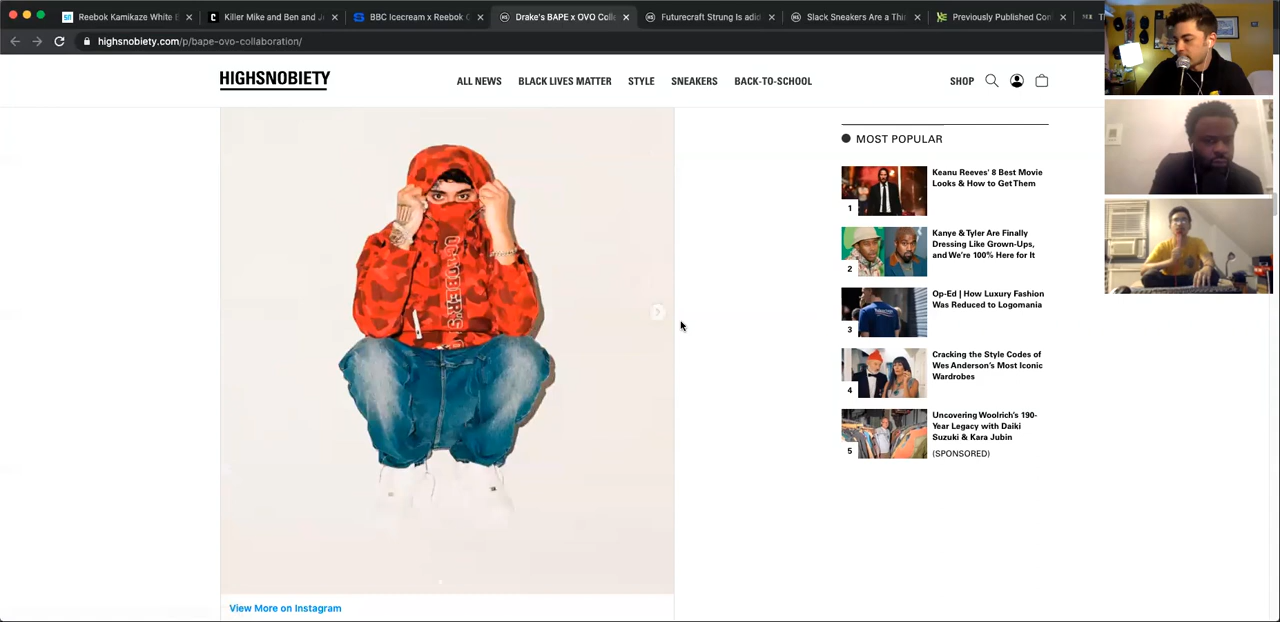 Reebok Kamikaze White E
Killer Mike and Ben and Je
BBC Icecream x Reebok C
Drake's BAPE x OVO Colle
Futurecraft Strung Is adid
Slack Sneakers Are a Thin
Previously Published Con
highsnobiety.com/p/bape-ovo-collaboration/
HIGHSNOBIETY
ALL NEWS
BLACK LIVES MATTER
STYLE
SNEAKERS
BACK-TO-SCHOOL
SHOP
MOST POPULAR
1
Keanu Reeves' 8 Best Movie
Looks & How to Get Them
2
Kanye & Tyler Are Finally
Dressing Like Grown-Ups,
and We're 100% Here for It
3
Op-Ed | How Luxury Fashion
Was Reduced to Logomania
4
Cracking the Style Codes of
Wes Anderson's Most Iconic
Wardrobes
5
Uncovering Woolrich's 190-
Year Legacy with Daiki
Suzuki & Kara Jubin
(SPONSORED)
View More on Instagram